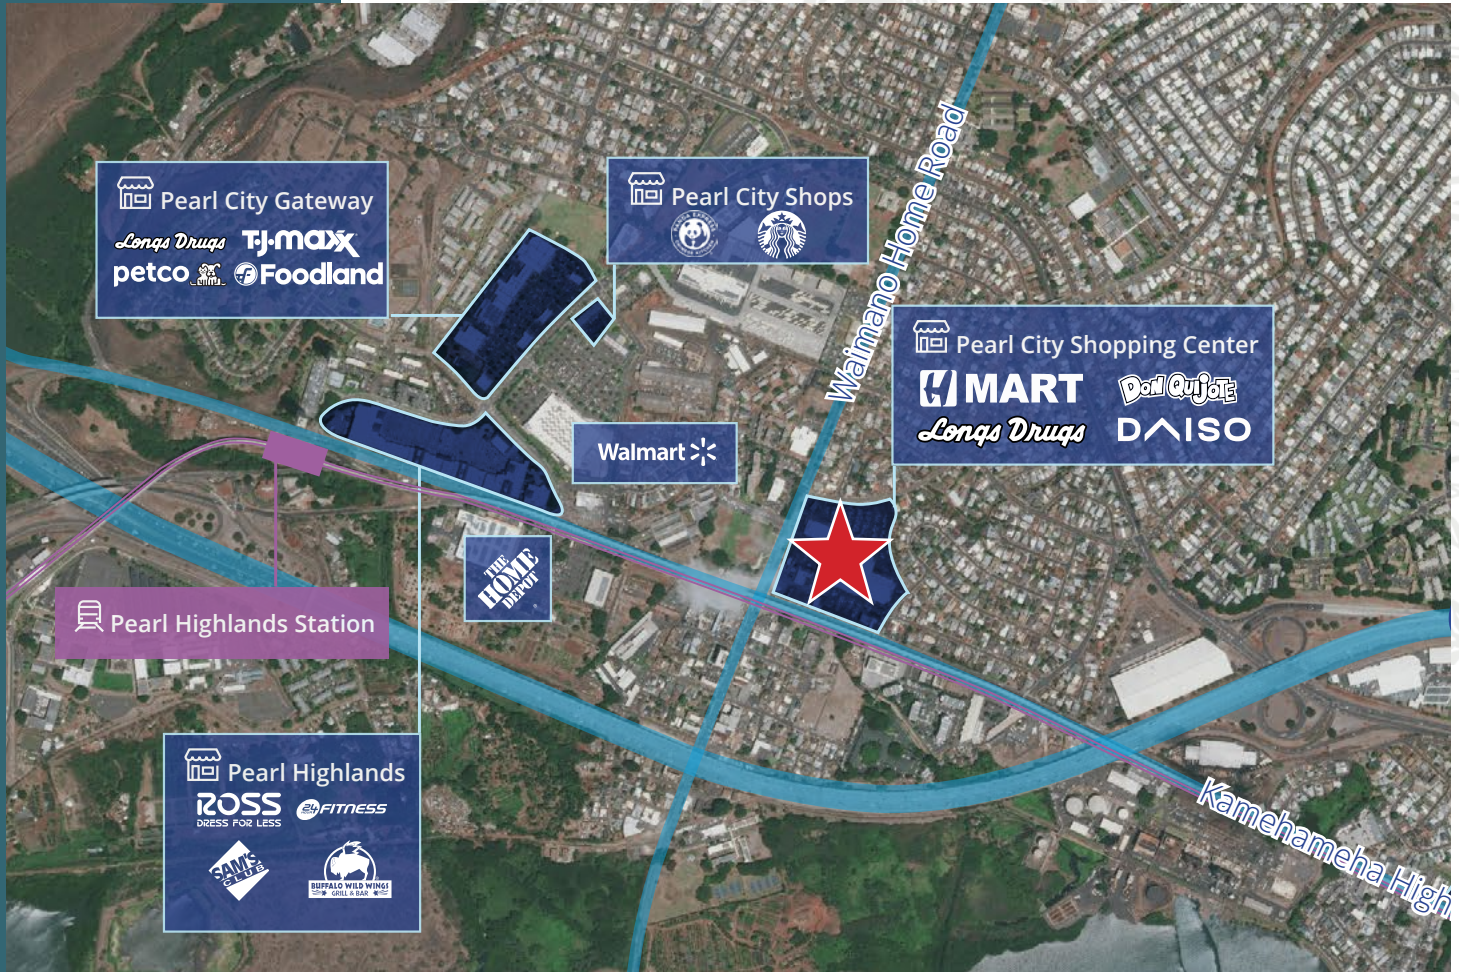 Pearl City Gateway
Longs Drugs T·J·maxx
petco Foodland
Pearl City Shops
PANDA EXPRESS
Waimano Home Road
Pearl City Shopping Center
H MART Don Quijote
Longs Drugs DAISO
Walmart
THE HOME DEPOT
Pearl Highlands Station
Pearl Highlands
ROSS
DRESS FOR LESS
24 FITNESS
SAM'S CLUB
BUFFALO WILD WINGS
GRILL & BAR
Kamehameha High